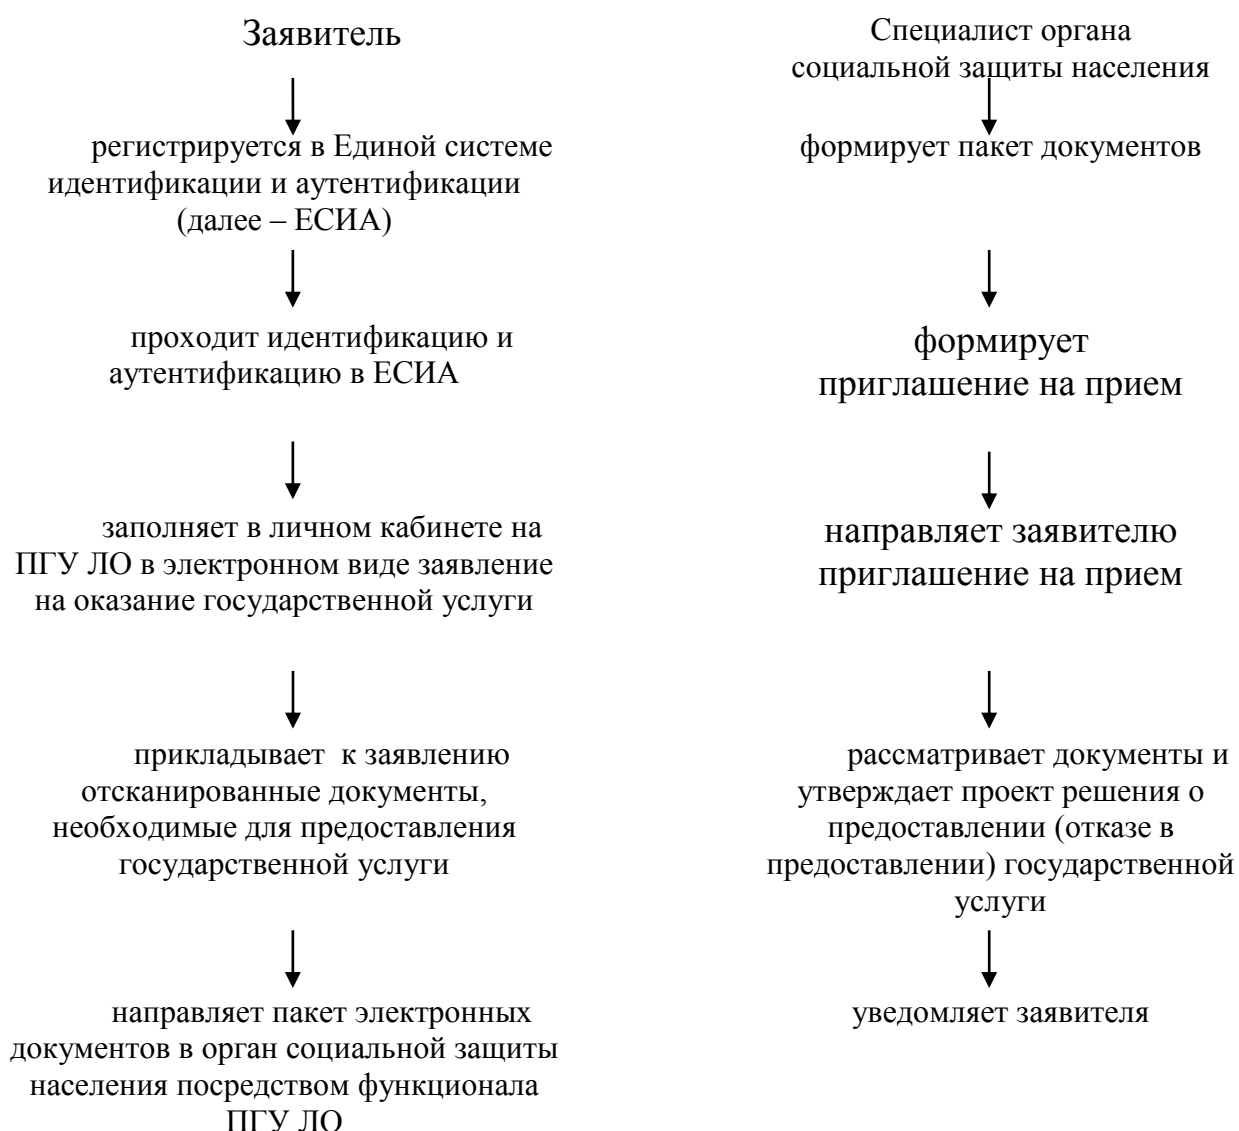 Заявитель
регистрируется в Единой системе
идентификации и аутентификации
(далее – ЕСИА)
проходит идентификацию и
аутентификацию в ЕСИА
заполняет в личном кабинете на
ПГУ ЛО в электронном виде заявление
на оказание государственной услуги
прикладывает к заявлению
отсканированные документы,
необходимые для предоставления
государственной услуги
направляет пакет электронных
документов в орган социальной защиты
населения посредством функционала
ПГУ ЛО
Специалист органа
социальной защиты населения
формирует пакет документов
формирует
приглашение на прием
направляет заявителю
приглашение на прием
рассматривает документы и
утверждает проект решения о
предоставлении (отказе в
предоставлении) государственной
услуги
уведомляет заявителя